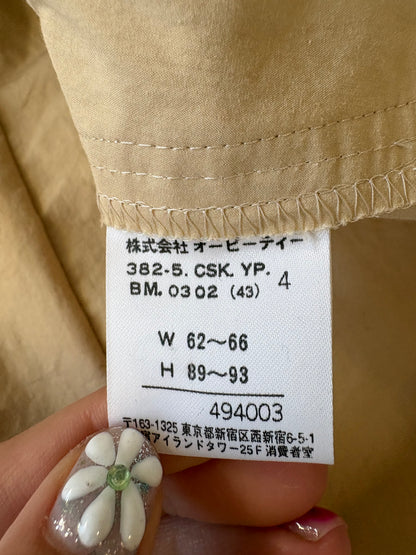 株式会社 オーピーティー
382-5. CSK. YP. 4
BM. 0302 (43)
W 62〜66
H 89〜93
494003
〒163-1325 東京都新宿区西新宿6-5-1
アイランドタワー25F 消費者室